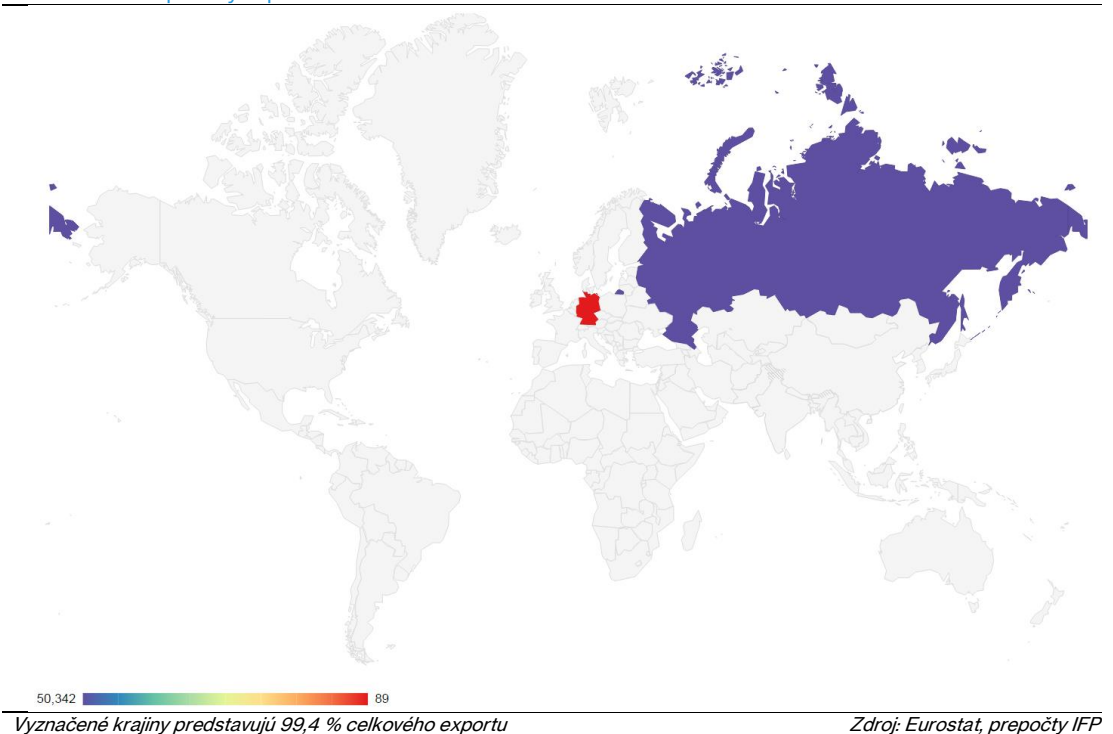 50,342 89
Vyznačené krajiny predstavujú 99,4 % celkového exportu Zdroj: Eurostat, prepočty IFP